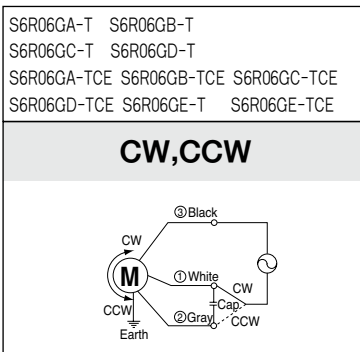 S6R06GA-T S6R06GB-T
S6R06GC-T S6R06GD-T
S6R06GA-TCE S6R06GB-TCE S6R06GC-TCE
S6R06GD-TCE S6R06GE-T S6R06GE-TCE
CW,CCW
③Black
CW
M
①White
CW
Cap.
CCW
②Gray
CCW
Earth